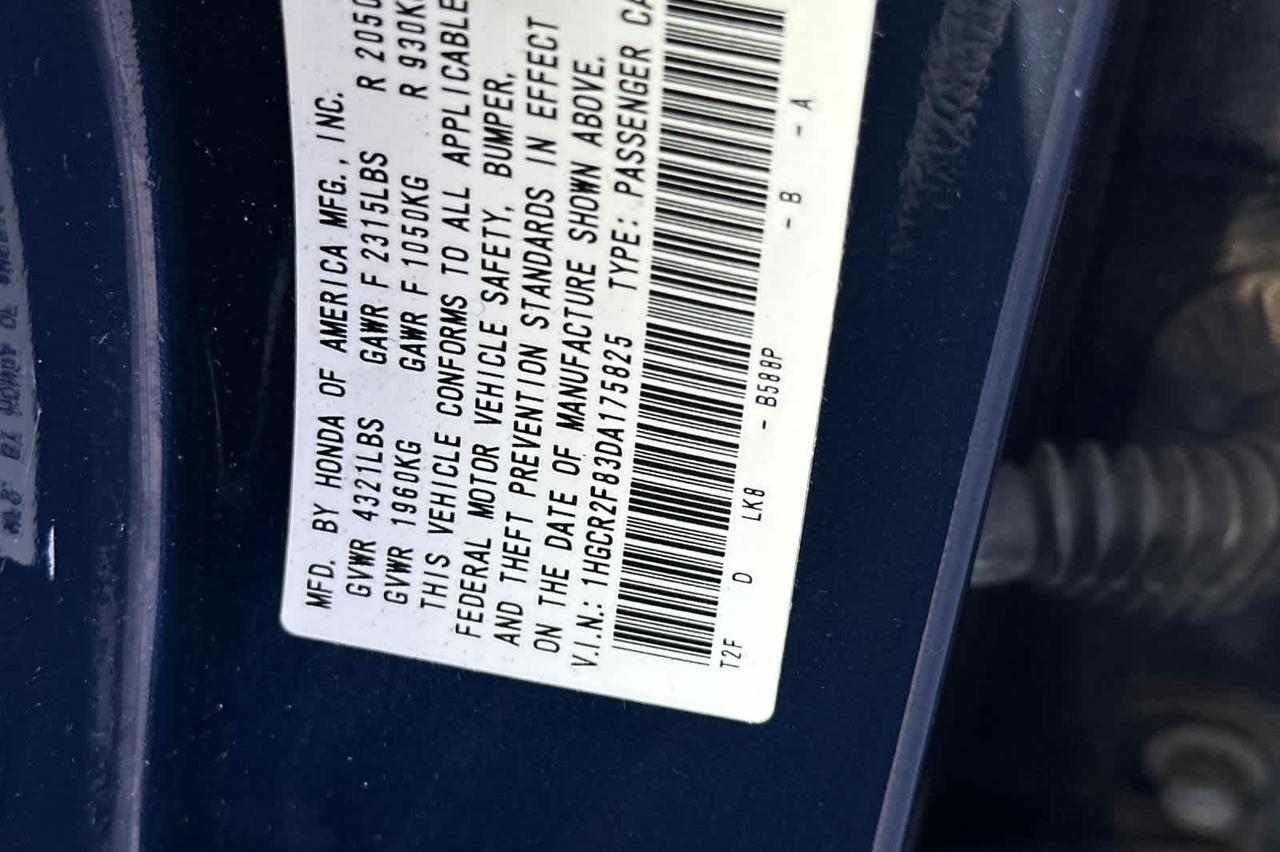 MFD. BY HONDA OF AMERICA MFG., INC.
GVWR 4321LBS GAWR F 2315LBS R 205
GVWR 1960KG GAWR F 1050KG R 930K
THIS VEHICLE CONFORMS TO ALL APPLICABLE
FEDERAL MOTOR VEHICLE SAFETY, BUMPER,
AND THEFT PREVENTION STANDARDS IN EFFECT
ON THE DATE OF MANUFACTURE SHOWN ABOVE.
V.I.N.: 1HGCR2F83DA175825 TYPE: PASSENGER CA
T2F D LK8 - B588P - B - A